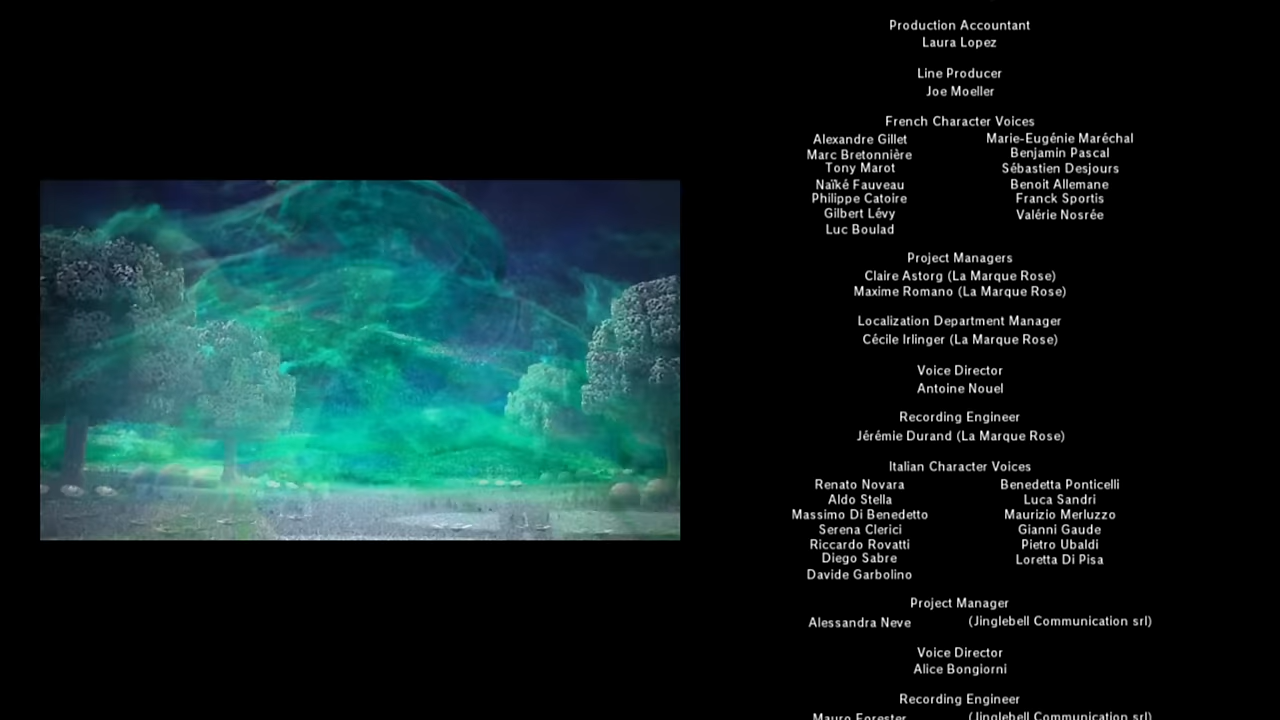 Production Accountant
Laura Lopez
Line Producer
Joe Moeller
French Character Voices
Alexandre Gillet
Marie-Eugénie Maréchal
Marc Bretonnière
Benjamin Pascal
Tony Marot
Sébastien Desjours
Naïké Fauveau
Benoit Allemane
Philippe Catoire
Franck Sportis
Gilbert Lévy
Valérie Nosrée
Luc Boulad
Project Managers
Claire Astorg (La Marque Rose)
Maxime Romano (La Marque Rose)
Localization Department Manager
Cécile Irlinger (La Marque Rose)
Voice Director
Antoine Nouel
Recording Engineer
Jérémie Durand (La Marque Rose)
Italian Character Voices
Renato Novara
Benedetta Ponticelli
Aldo Stella
Luca Sandri
Massimo Di Benedetto
Maurizio Merluzzo
Serena Clerici
Gianni Gaude
Riccardo Rovatti
Pietro Ubaldi
Diego Sabre
Loretta Di Pisa
Davide Garbolino
Project Manager
Alessandra Neve (Jinglebell Communication srl)
Voice Director
Alice Bongiorni
Recording Engineer
Mauro Forester (Jinglebell Communication srl)